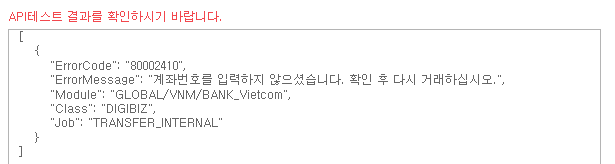 API테스트 결과를 확인하시기 바랍니다.
[
{
"ErrorCode": "80002410",
"ErrorMessage": "계좌번호를 입력하지 않으셨습니다. 확인 후 다시 거래하십시오.",
"Module": "GLOBAL/VNM/BANK_Vietcom",
"Class": "DIGIBIZ",
"Job": "TRANSFER_INTERNAL"
}
]